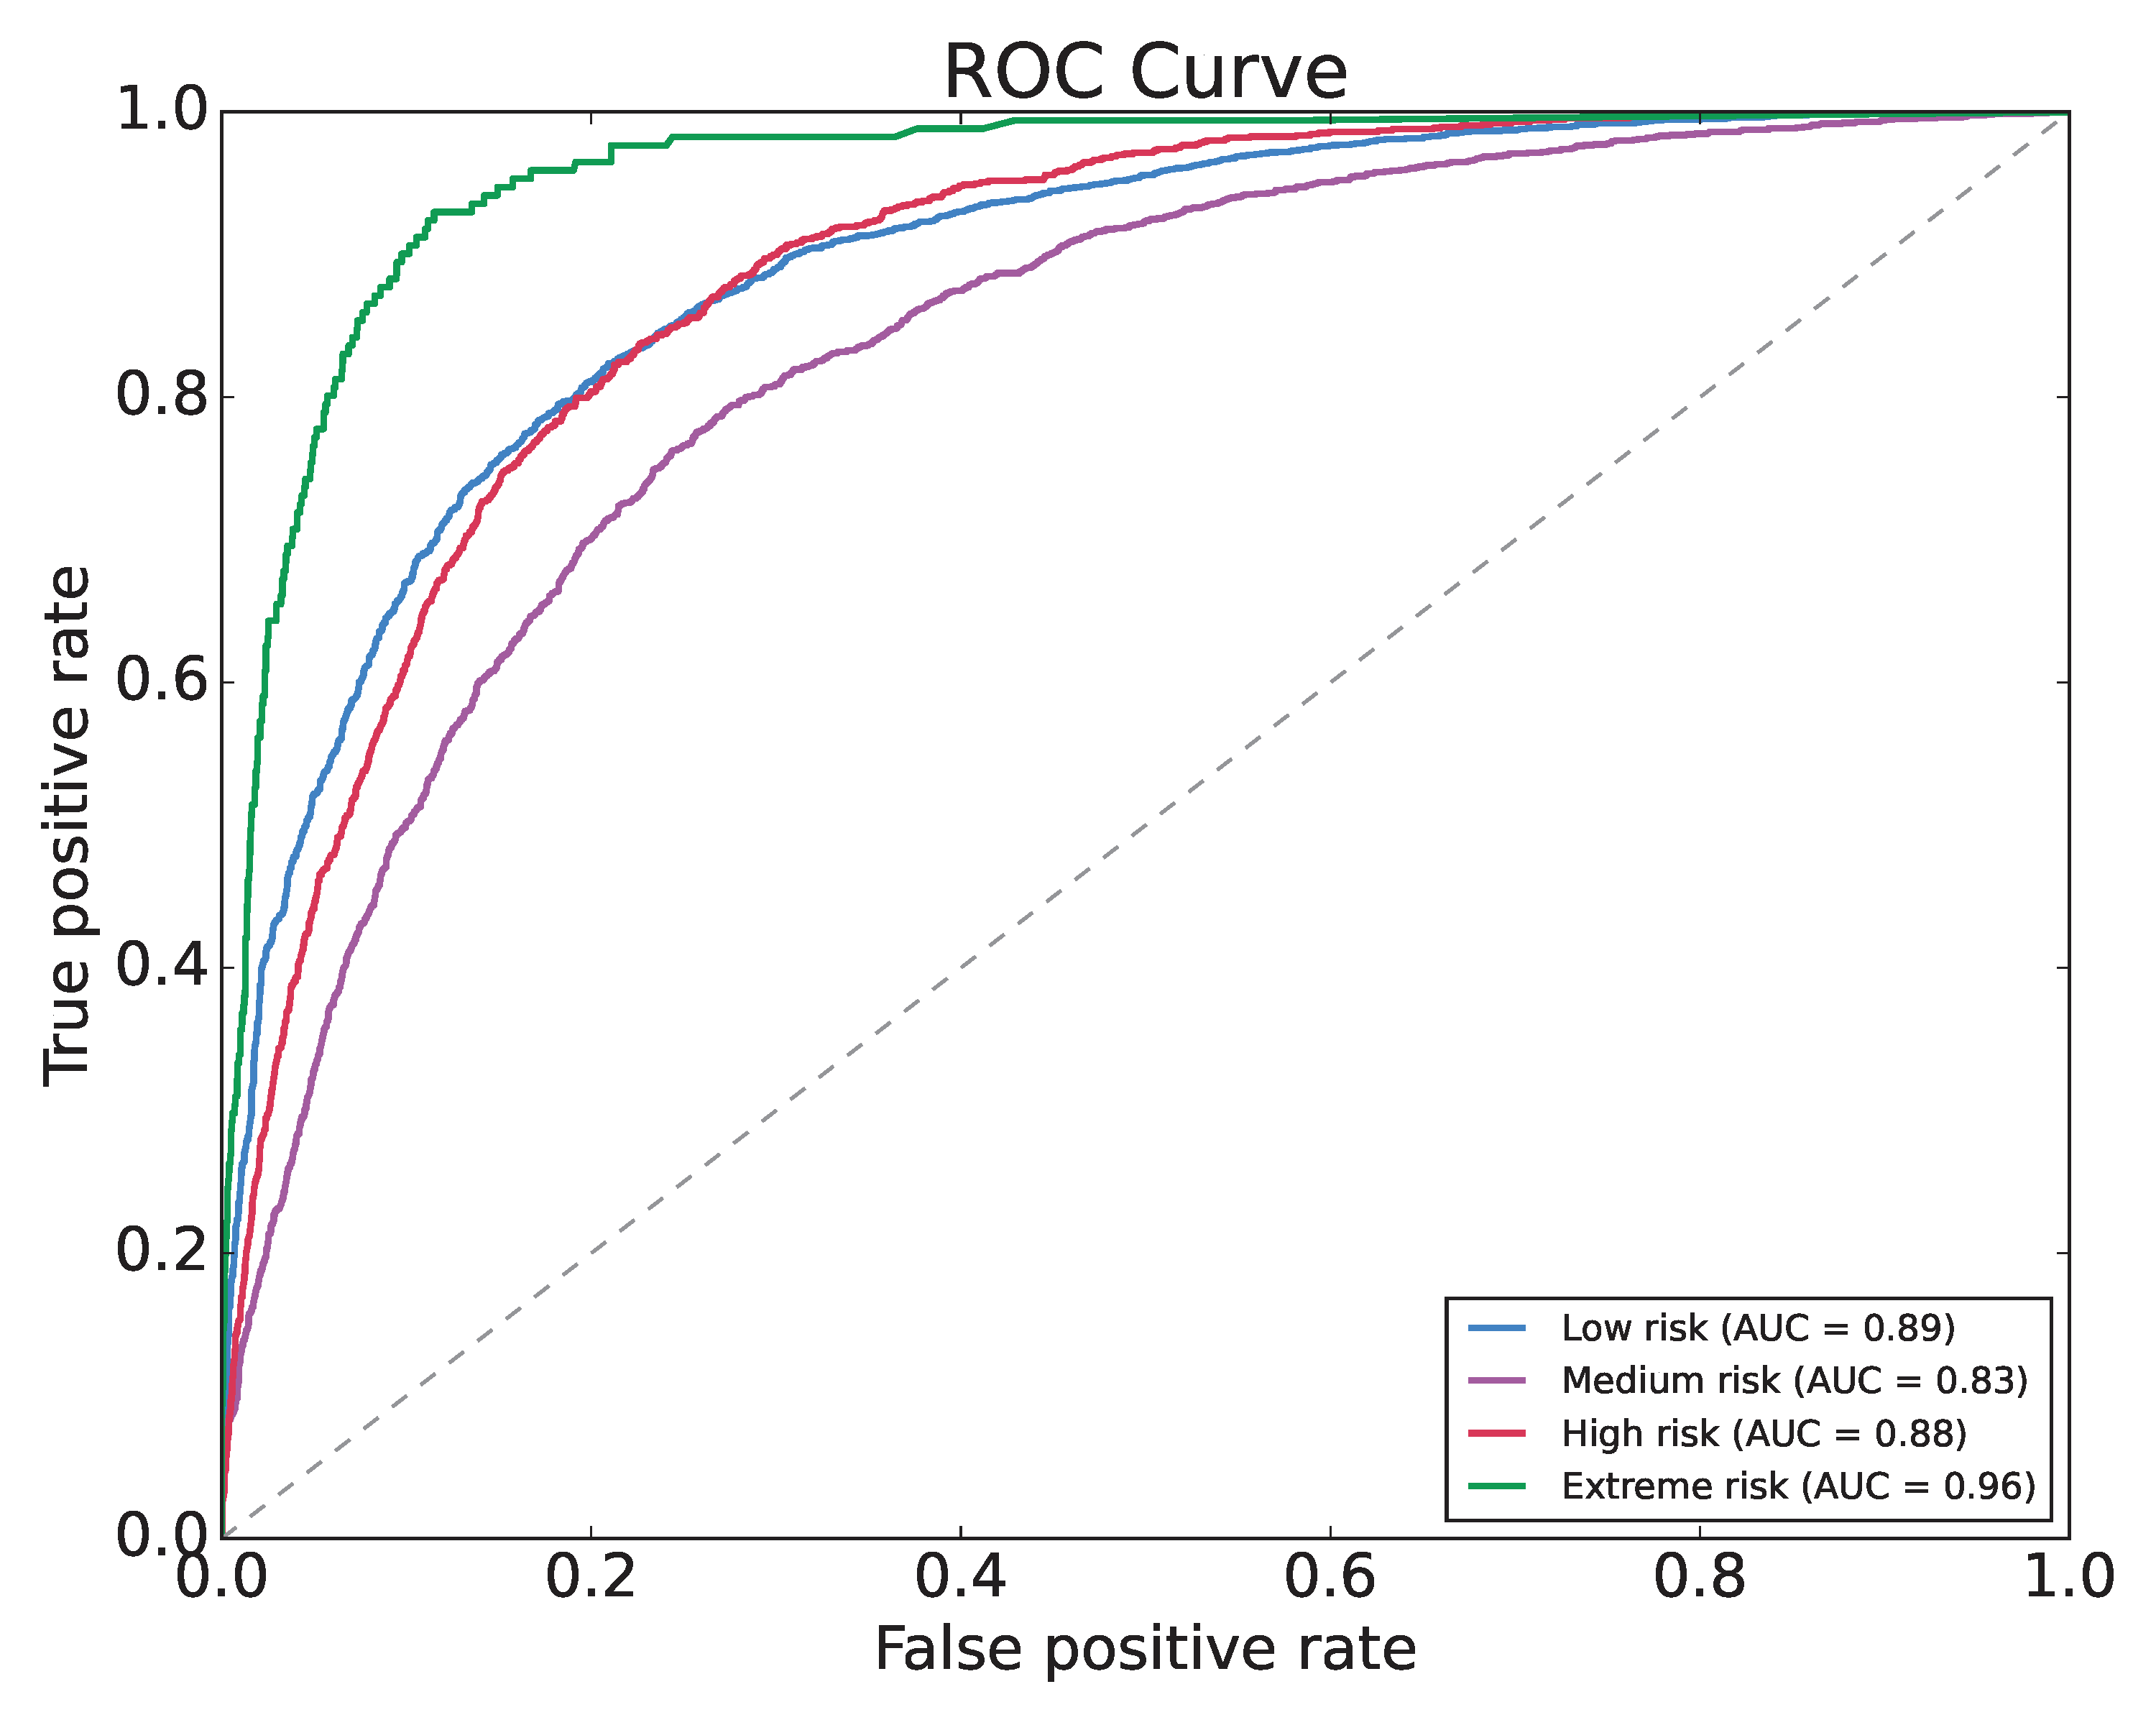 ROC Curve
1.0
0.8
0.6
0.4
0.2
0.0
True positive rate
0.0 0.2 0.4 0.6 0.8 1.0
False positive rate
Low risk (AUC = 0.89)
Medium risk (AUC = 0.83)
High risk (AUC = 0.88)
Extreme risk (AUC = 0.96)